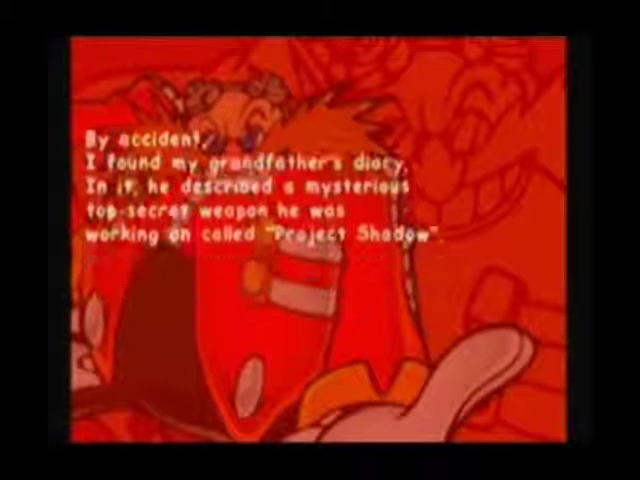 By accident,
I found my grandfather's diary.
In it, he described a mysterious
top-secret weapon he was
working on called "Project Shadow".